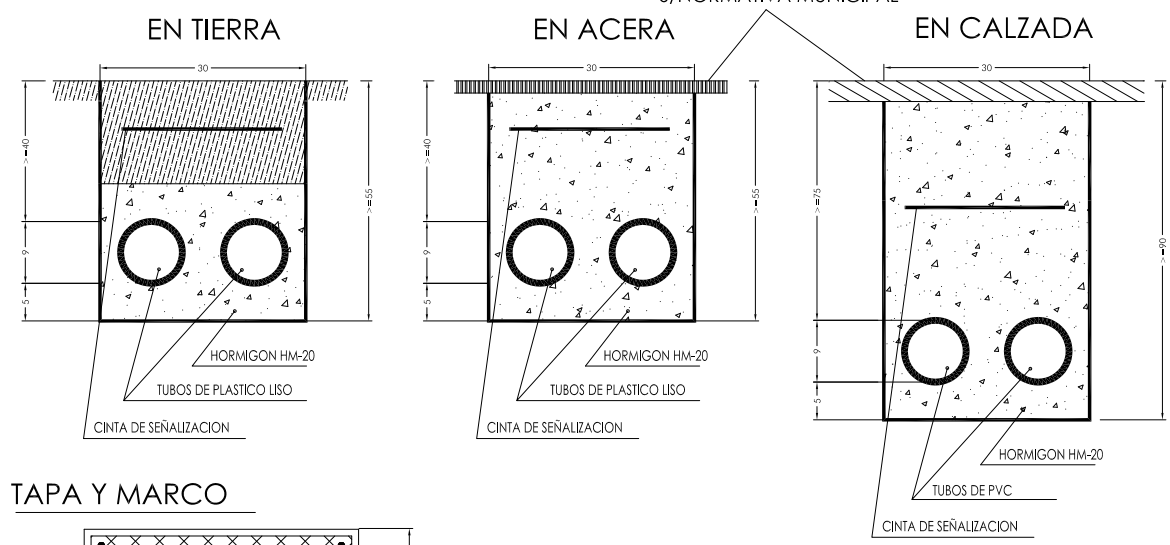 S/NORMATIVA MUNICIPAL
EN TIERRA
EN ACERA
EN CALZADA
30
30
30
>=40
9
5
>=55
>=40
9
5
>=55
>=75
9
5
>=90
HORMIGON HM-20
TUBOS DE PLASTICO LISO
CINTA DE SEÑALIZACION
HORMIGON HM-20
TUBOS DE PLASTICO LISO
CINTA DE SEÑALIZACION
HORMIGON HM-20
TUBOS DE PVC
CINTA DE SEÑALIZACION
TAPA Y MARCO